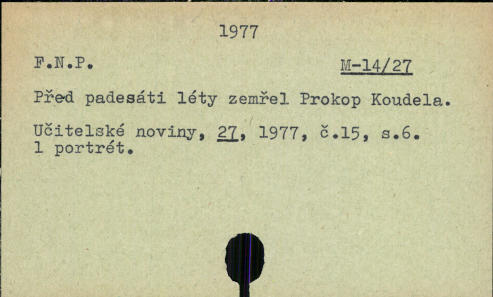 1977
F.N.P. M-14/27
Před padesáti léty zemřel Prokop Koudela.
Učitelské noviny, 27, 1977, č.15, s.6.
1 portrét.